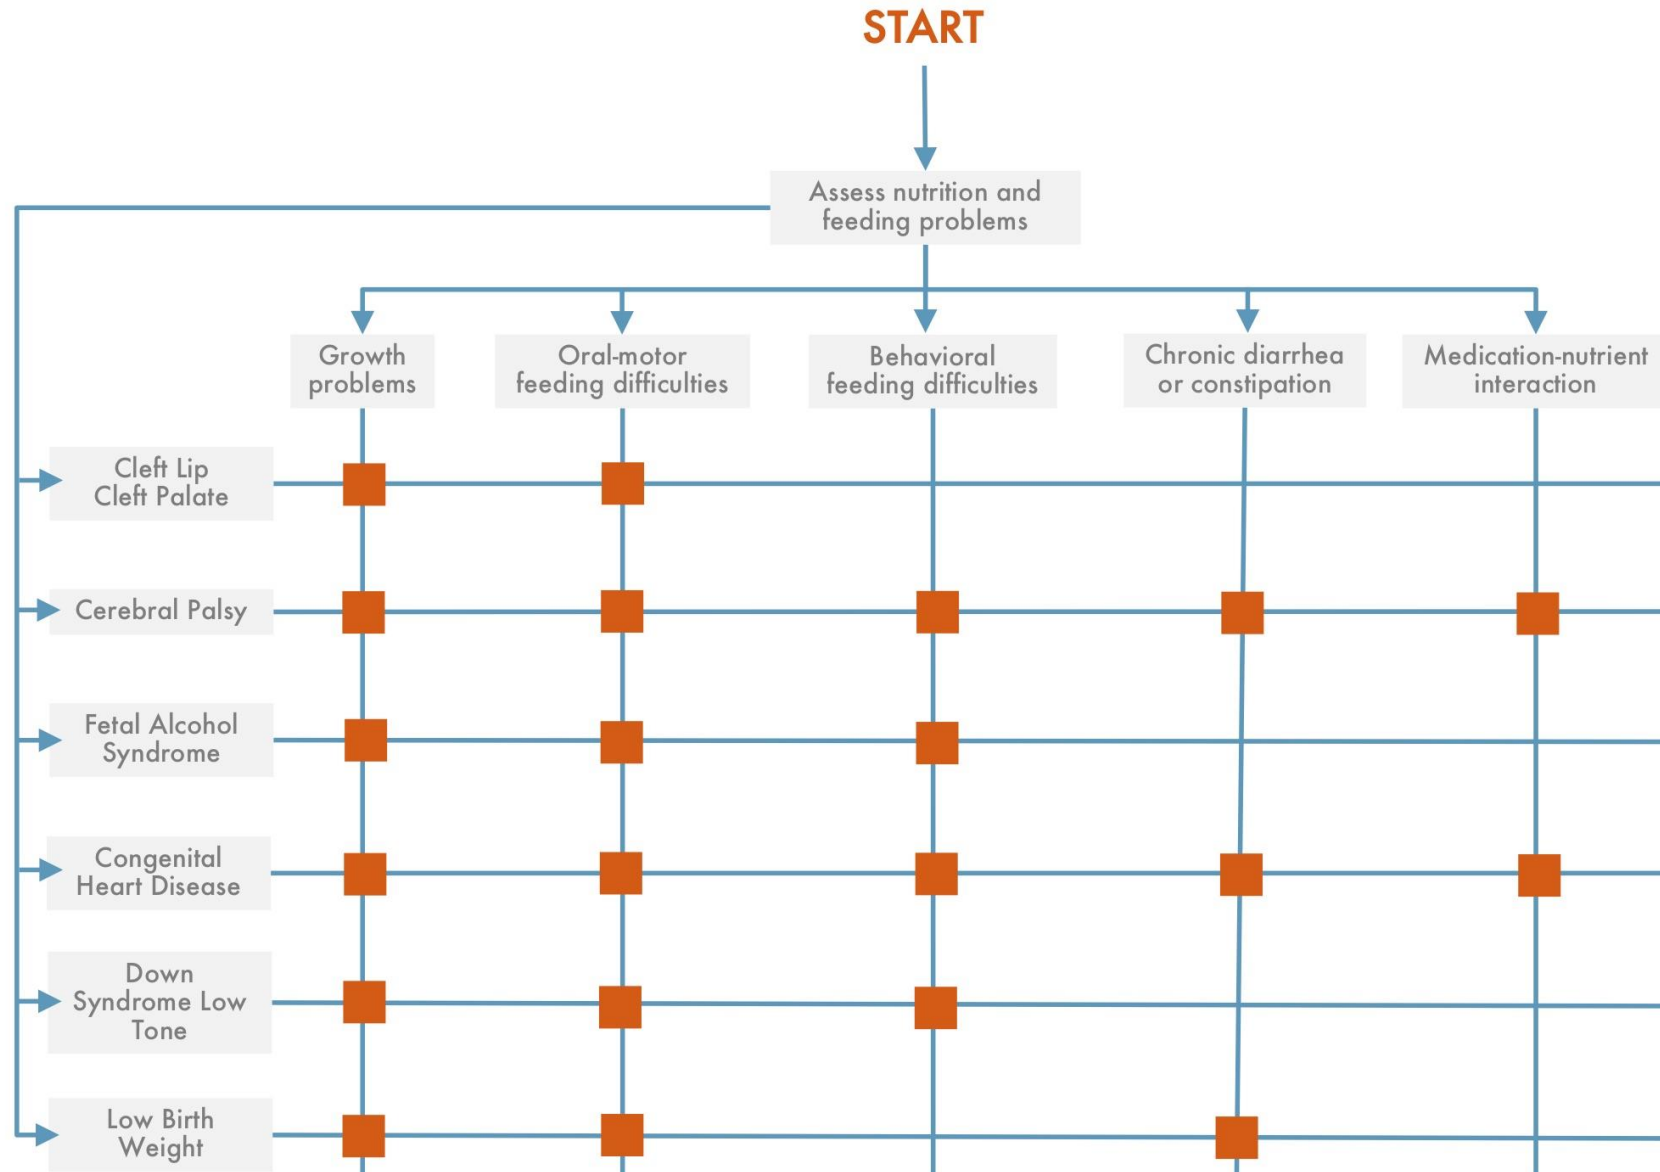 START
Assess nutrition and
feeding problems
Growth
problems
Oral-motor
feeding difficulties
Behavioral
feeding difficulties
Chronic diarrhea
or constipation
Medication-nutrient
interaction
Cleft Lip
Cleft Palate
Cerebral Palsy
Fetal Alcohol
Syndrome
Congenital
Heart Disease
Down
Syndrome Low
Tone
Low Birth
Weight